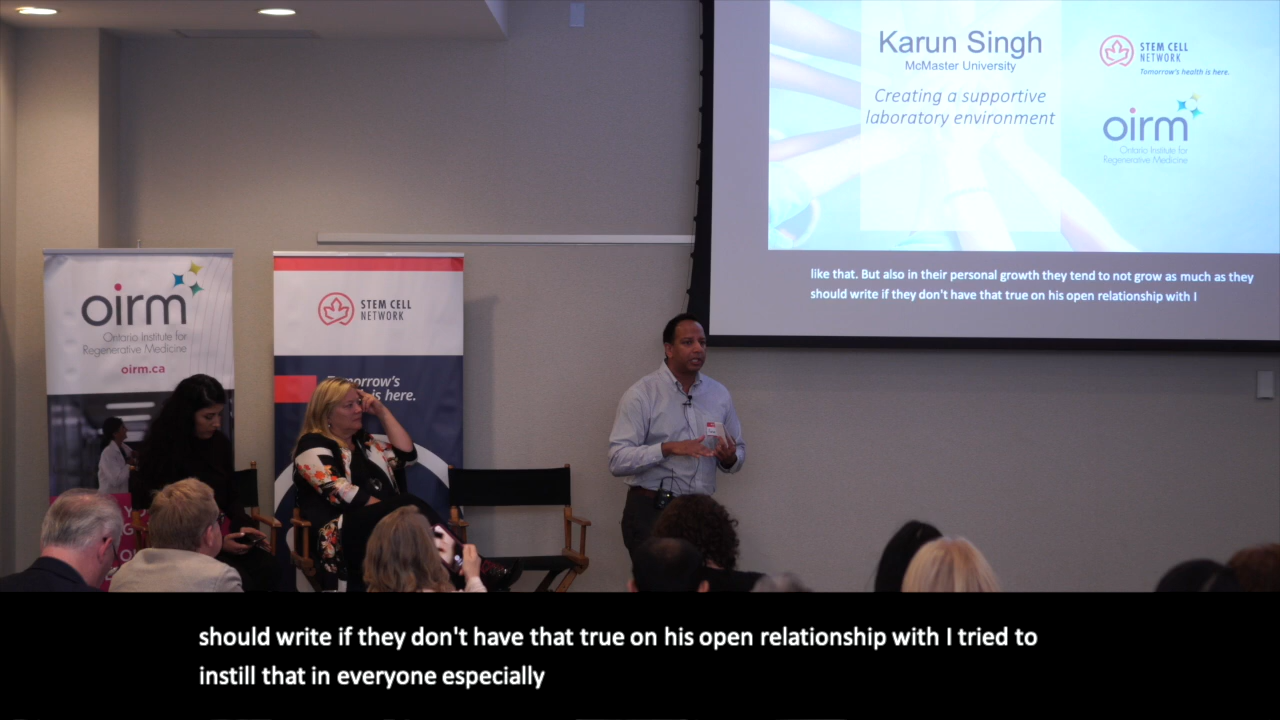 Karun Singh
McMaster University
Creating a supportive
laboratory environment
STEM CELL
NETWORK
Tomorrow's health is here.
oirm
Ontario Institute for
Regenerative Medicine
like that. But also in their personal growth they tend to not grow as much as they
should write if they don't have that true on his open relationship with I
oirm
Ontario Institute for
Regenerative Medicine
oirm.ca
STEM CELL
NETWORK
Tomorrow's
is here.
should write if they don't have that true on his open relationship with I tried to
instill that in everyone especially